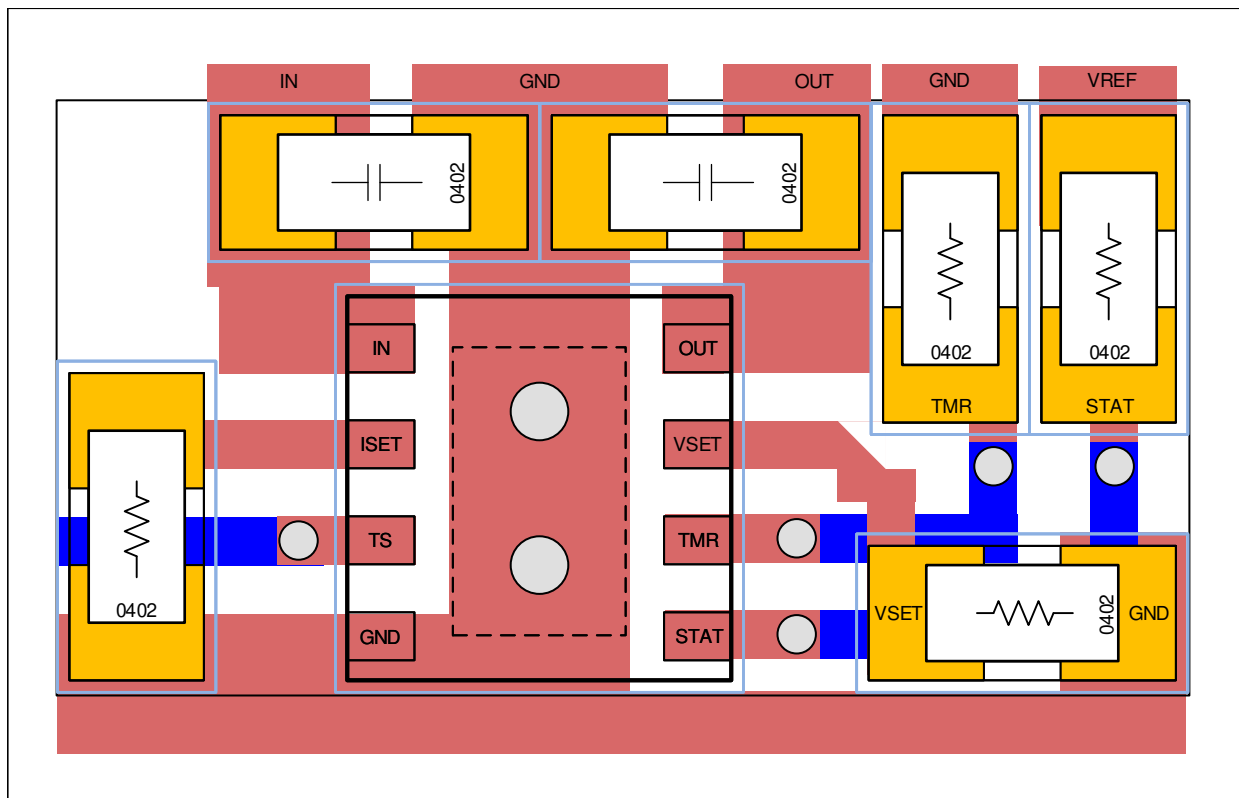 IN
GND
OUT
GND
VREF
0402
0402
0402
0402
TMR
STAT
IN
OUT
ISET
VSET
TS
TMR
GND
STAT
0402
VSET
0402
GND